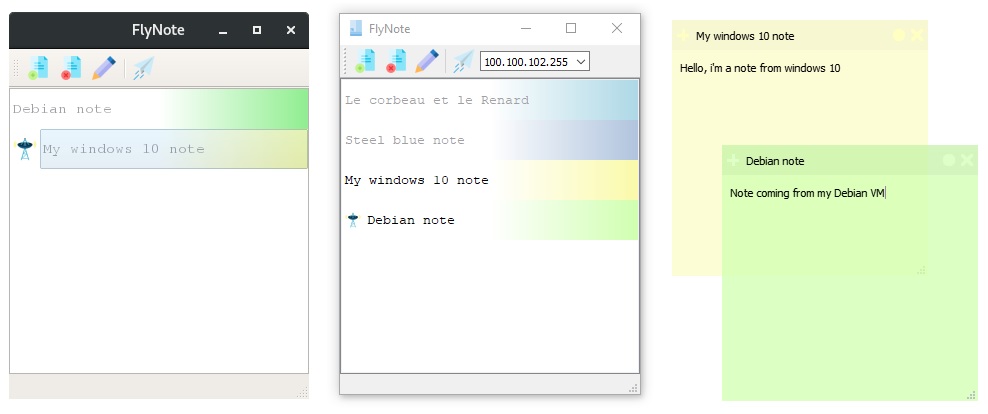 FlyNote
Debian note
My windows 10 note
FlyNote
100.100.102.255
Le corbeau et le Renard
Steel blue note
My windows 10 note
Debian note
My windows 10 note
Hello, i'm a note from windows 10
Debian note
Note coming from my Debian VM